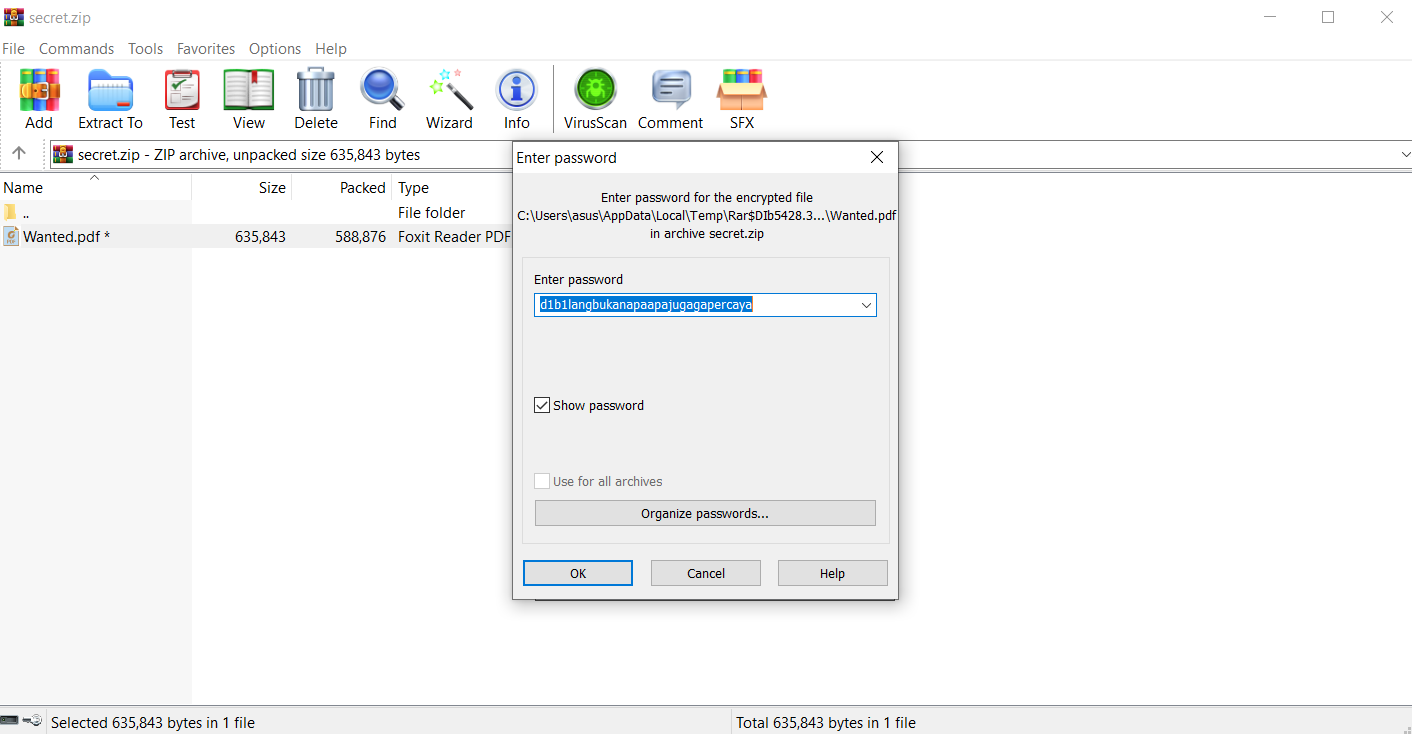 secret.zip
File Commands Tools Favorites Options Help
Add Extract To Test View Delete Find Wizard Info VirusScan Comment SFX
secret.zip - ZIP archive, unpacked size 635,843 bytes
Name Size Packed Type
.. File folder
Wanted.pdf * 635,843 588,876 Foxit Reader PDF
Enter password
Enter password for the encrypted file
C:\Users\asus\AppData\Local\Temp\Rar$DIb5428.3...\Wanted.pdf
in archive secret.zip
Enter password
d1b1langbukanapaapajugagapercaya
Show password
Use for all archives
Organize passwords...
OK Cancel Help
Selected 635,843 bytes in 1 file Total 635,843 bytes in 1 file